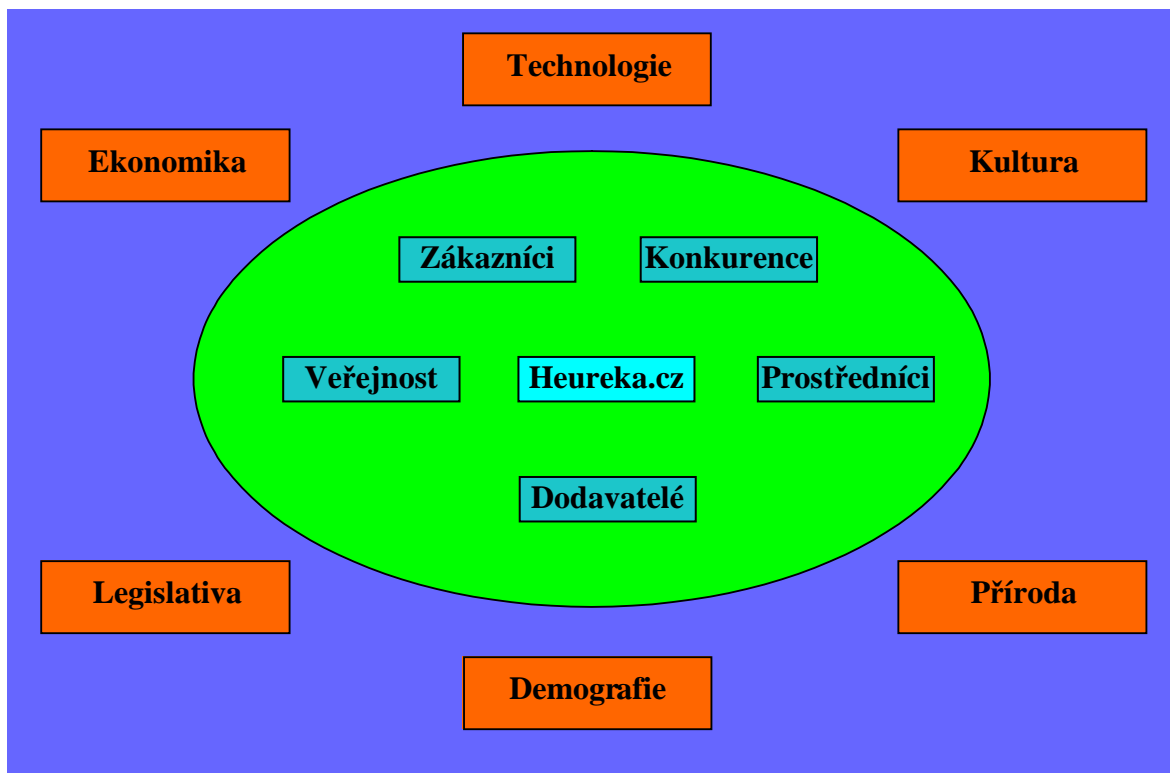 Technologie
Ekonomika
Kultura
Zákazníci
Konkurence
Veřejnost
Heureka.cz
Prostředníci
Dodavatelé
Legislativa
Příroda
Demografie